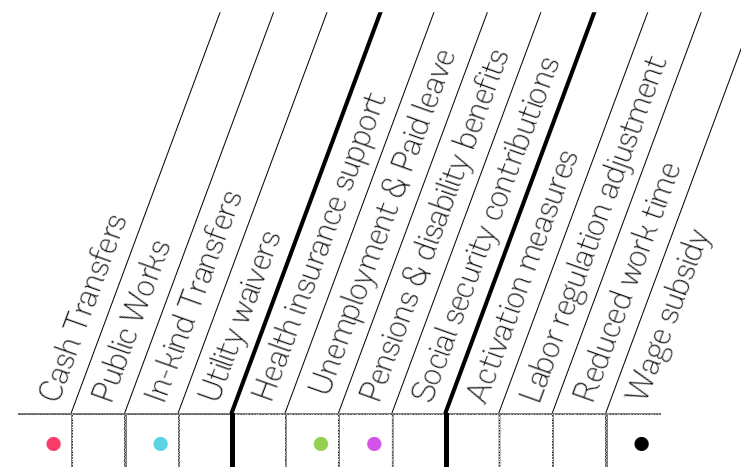 Cash Transfers
Public Works
In-kind Transfers
Utility waivers
Health insurance support
Unemployment & Paid leave
Pensions & disability benefits
Social security contributions
Activation measures
Labor regulation adjustment
Reduced work time
Wage subsidy